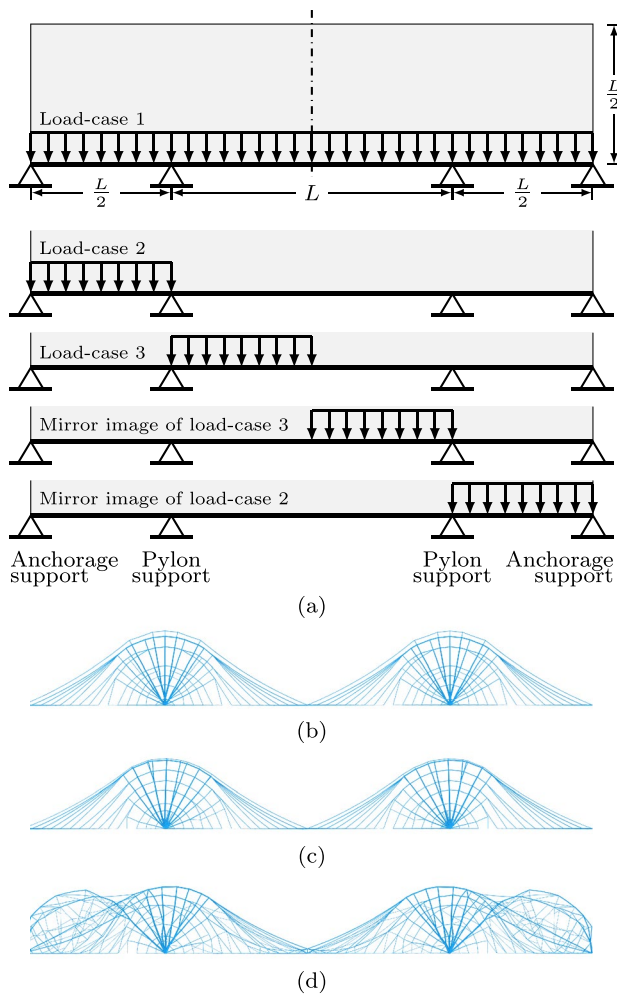 Load-case 1
L/2
L/2
L
L/2
Load-case 2
Load-case 3
Mirror image of load-case 3
Mirror image of load-case 2
Anchorage support
Pylon support
Pylon support
Anchorage support
(a)
(b)
(c)
(d)